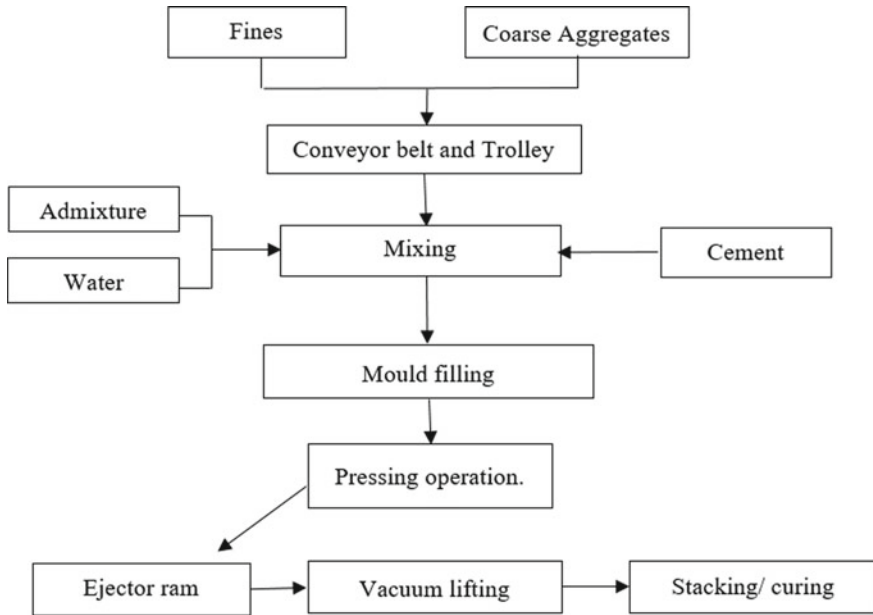 Fines
Coarse Aggregates
Conveyor belt and Trolley
Admixture
Mixing
Cement
Water
Mould filling
Pressing operation.
Ejector ram
Vacuum lifting
Stacking/ curing